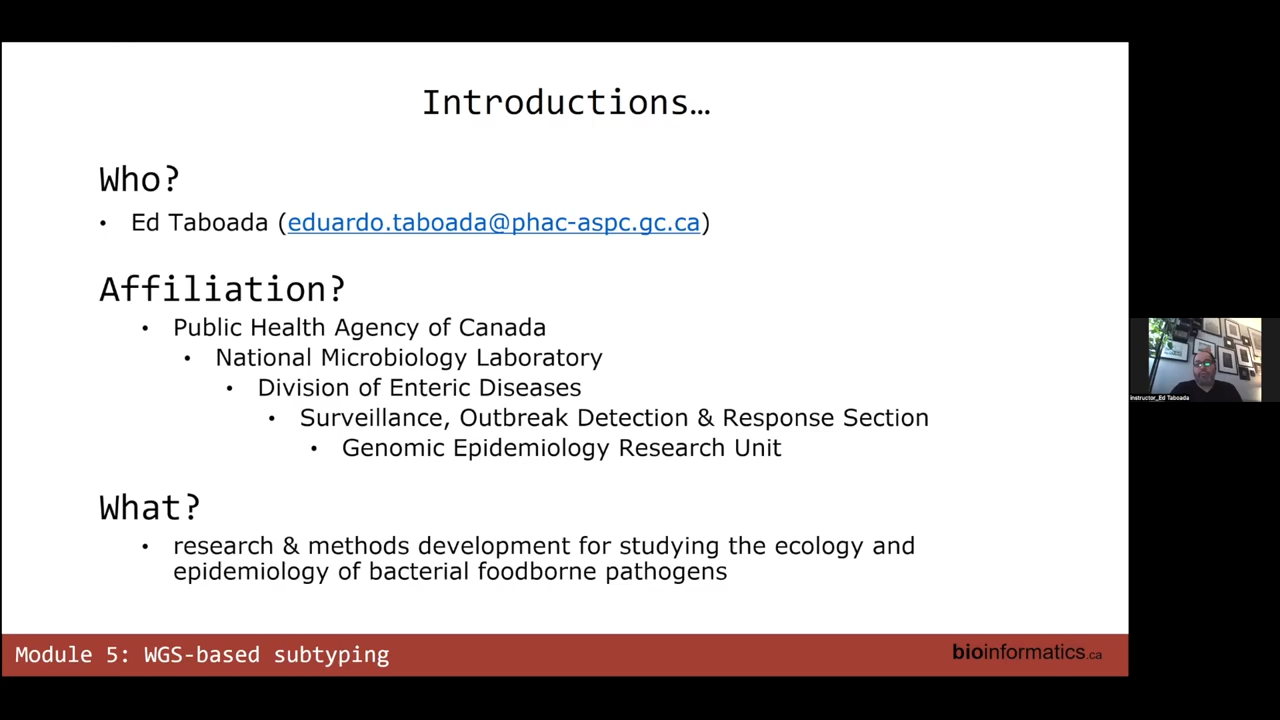 Introductions…
Who?
• Ed Taboada (eduardo.taboada@phac-aspc.gc.ca)
Affiliation?
• Public Health Agency of Canada
• National Microbiology Laboratory
• Division of Enteric Diseases
• Surveillance, Outbreak Detection & Response Section
• Genomic Epidemiology Research Unit
What?
• research & methods development for studying the ecology and
epidemiology of bacterial foodborne pathogens
Module 5: WGS-based subtyping
bioinformatics.ca
instructor_Ed Taboada